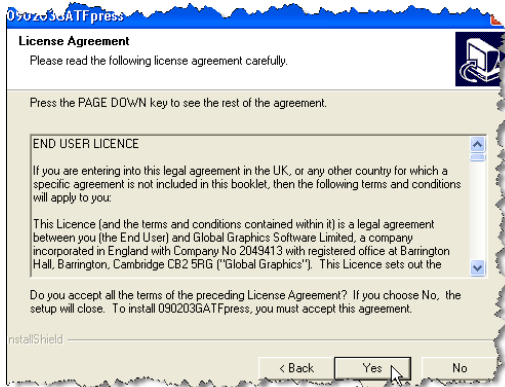 090203GATFpress
License Agreement
Please read the following license agreement carefully.
Press the PAGE DOWN key to see the rest of the agreement.
END USER LICENCE
If you are entering into this legal agreement in the UK, or any other country for which a
specific agreement is not included in this booklet, then the following terms and conditions
will apply to you:
This Licence (and the terms and conditions contained within it) is a legal agreement
between you (the End User) and Global Graphics Software Limited, a company
incorporated in England with Company No 2049413 with registered office at Barrington
Hall, Barrington, Cambridge CB2 5RG ("Global Graphics"). This Licence sets out the
Do you accept all the terms of the preceding License Agreement? If you choose No, the
setup will close. To install 090203GATFpress, you must accept this agreement.
nstallShield
< Back Yes No